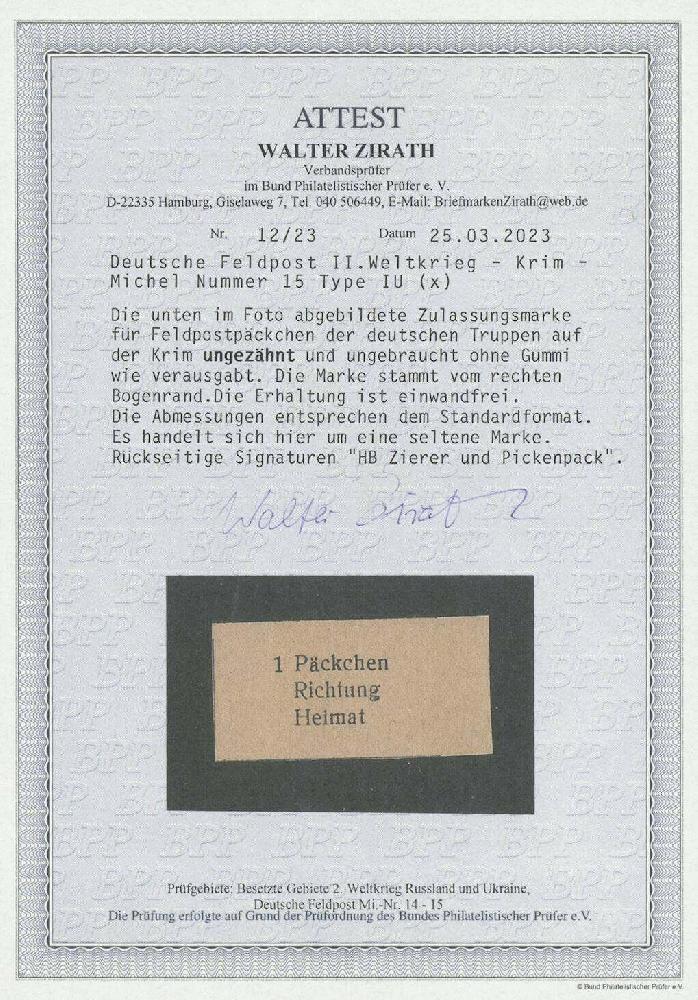 ATTEST
WALTER ZIRATH
Verbandsprüfer
im Bund Philatelistischer Prüfer e. V.
D-22335 Hamburg, Giselaweg 7, Tel. 040 506449, E-Mail: BriefmarkenZirath@web.de
Nr. 12/23 Datum 25.03.2023
Deutsche Feldpost II.Weltkrieg - Krim -
Michel Nummer 15 Type IU (x)
Die unten im Foto abgebildete Zulassungsmarke
für Feldpostpäckchen der deutschen Truppen auf
der Krim ungezähnt und ungebraucht ohne Gummi
wie verausgabt. Die Marke stammt vom rechten
Bogenrand.Die Erhaltung ist einwandfrei.
Die Abmessungen entsprechen dem Standardformat.
Es handelt sich hier um eine seltene Marke.
Rückseitige Signaturen "HB Zierer und Pickenpack".
Walter Zirath
1 Päckchen
Richtung
Heimat
Prüfgebiete: Besetzte Gebiete 2. Weltkrieg Russland und Ukraine,
Deutsche Feldpost Mi.-Nr. 14 - 15
Die Prüfung erfolgte auf Grund der Prüfordnung des Bundes Philatelistischer Prüfer e.V.
© Bund Philatelistischer Prüfer e.V.